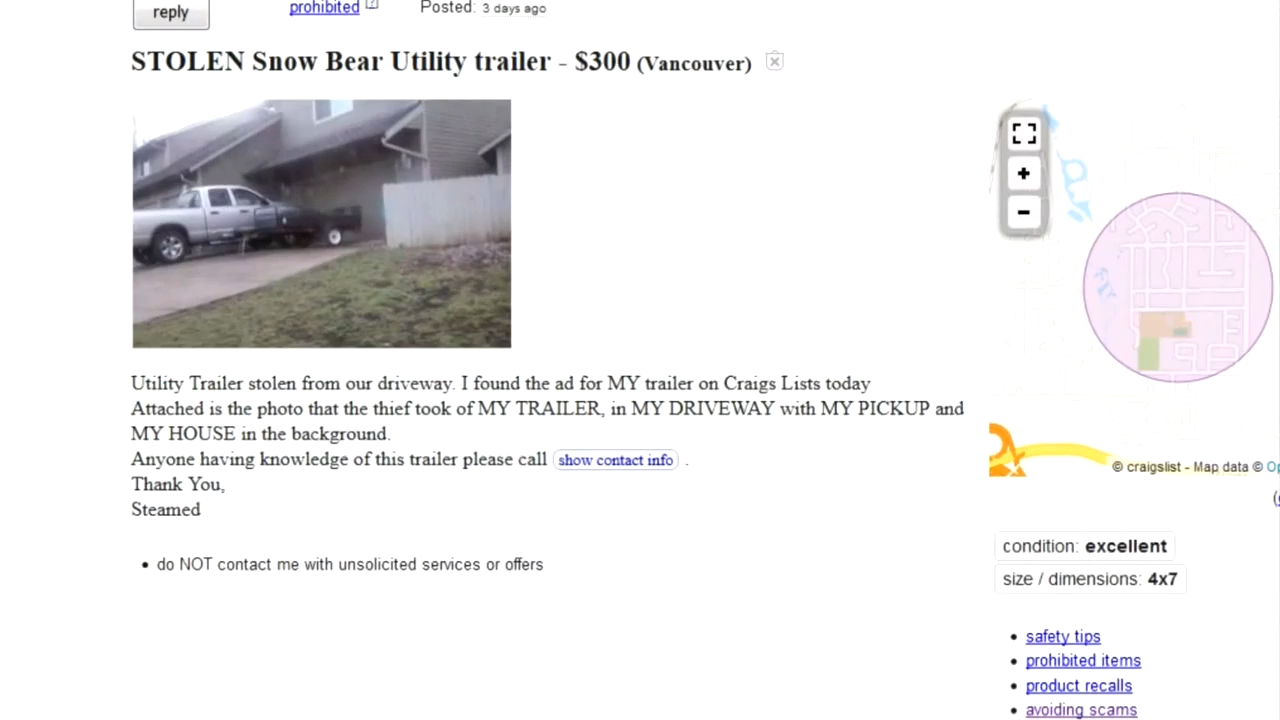 reply
prohibited [?]
Posted: 3 days ago
STOLEN Snow Bear Utility trailer - $300 (Vancouver)
+
-
Utility Trailer stolen from our driveway. I found the ad for MY trailer on Craigs Lists today
Attached is the photo that the thief took of MY TRAILER, in MY DRIVEWAY with MY PICKUP and
MY HOUSE in the background.
Anyone having knowledge of this trailer please call show contact info .
Thank You,
Steamed
• do NOT contact me with unsolicited services or offers
© craigslist - Map data ©
condition: excellent
size / dimensions: 4x7
• safety tips
• prohibited items
• product recalls
• avoiding scams